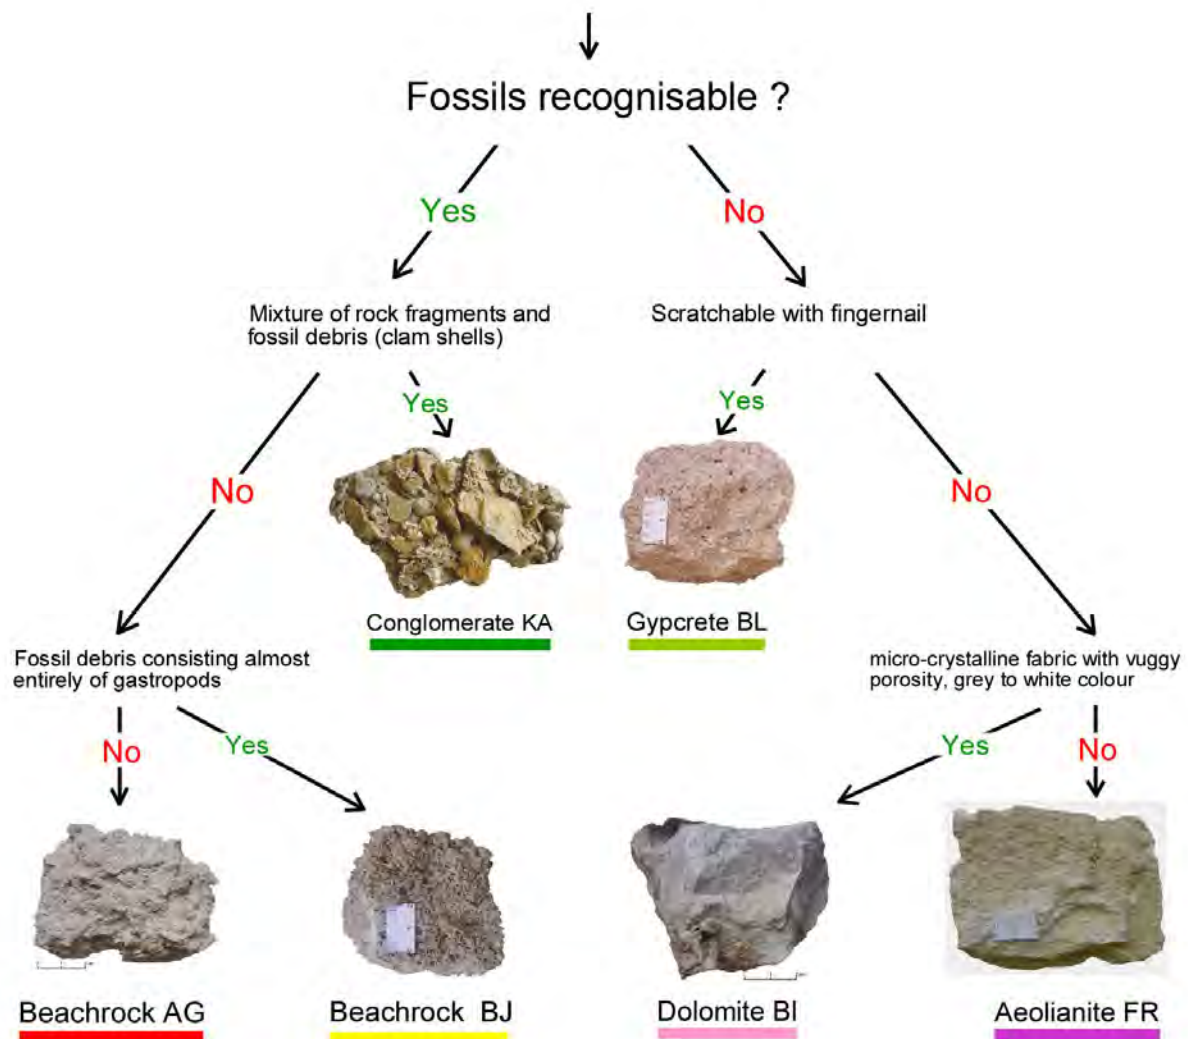 Fossils recognisable ?
Yes
No
Mixture of rock fragments and
fossil debris (clam shells)
Scratchable with fingernail
Yes
Yes
No
No
Conglomerate KA
Gypcrete BL
Fossil debris consisting almost
entirely of gastropods
micro-crystalline fabric with vuggy
porosity, grey to white colour
No
Yes
Yes
No
Beachrock AG
Beachrock BJ
Dolomite BI
Aeolianite FR